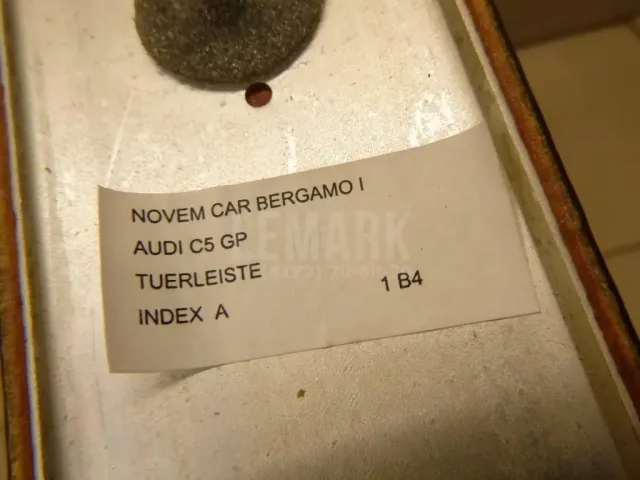 NOVEM CAR BERGAMO I
AUDI C5 GP
TUERLEISTE
1 B4
INDEX A